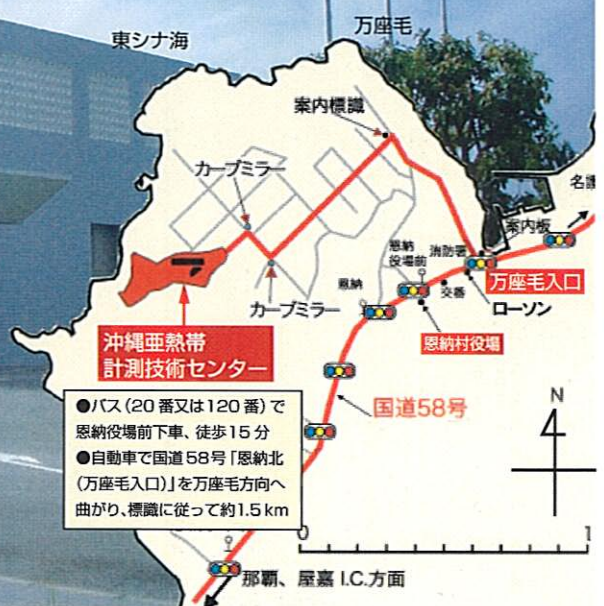 東シナ海
万座毛
案内標識
カーブミラー
名護
案内板
恩納
役場前
消防署
万座毛入口
恩納
交番
ローソン
カーブミラー
恩納村役場
沖縄亜熱帯
計測技術センター
国道58号
●バス(20番又は120番)で
恩納役場前下車、徒歩15分
●自動車で国道58号「恩納北
(万座毛入口)」を万座毛方向へ
曲がり、標識に従って約1.5km
N
0
1
那覇、屋嘉I.C.方面